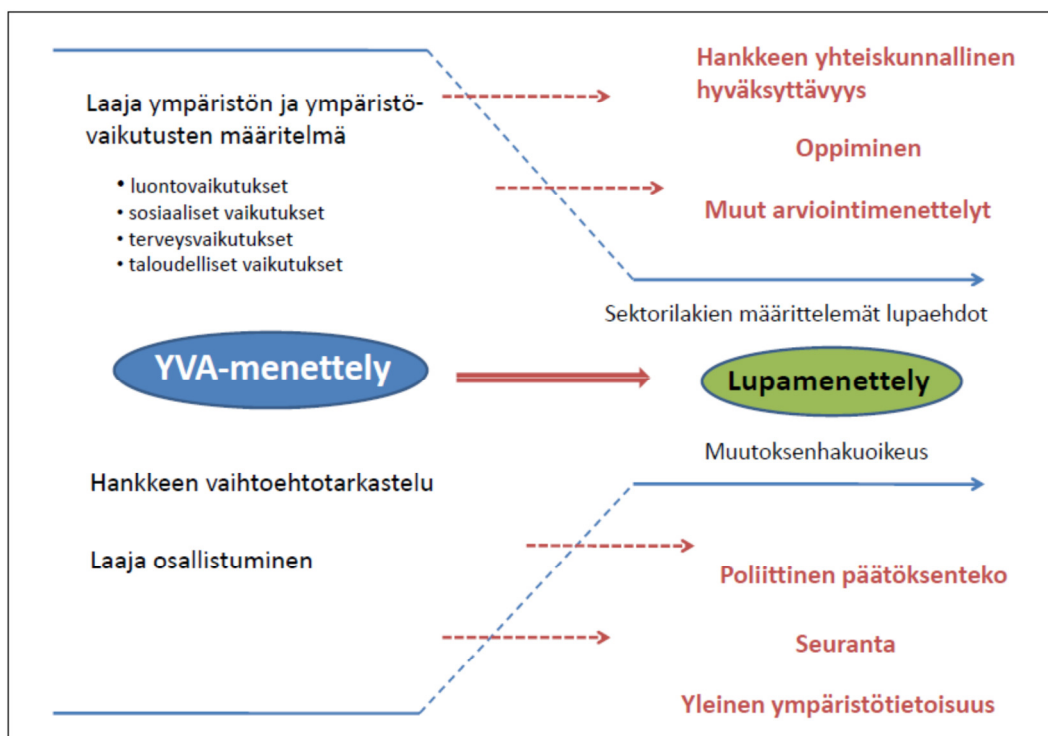 Laaja ympäristön ja ympäristö-
vaikutusten määritelmä
• luontovaikutukset
• sosiaaliset vaikutukset
• terveysvaikutukset
• taloudelliset vaikutukset
Hankkeen yhteiskunnallinen
hyväksyttävyys
Oppiminen
Muut arviointimenettelyt
Sektorilakien määrittelemät lupaehdot
YVA-menettely
Lupamenettely
Muutoksenhakuoikeus
Hankkeen vaihtoehtotarkastelu
Laaja osallistuminen
Poliittinen päätöksenteko
Seuranta
Yleinen ympäristötietoisuus